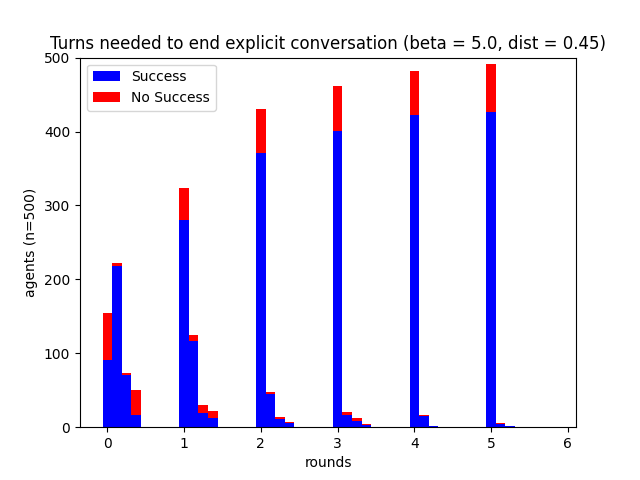 Turns needed to end explicit conversation (beta = 5.0, dist = 0.45)
Success
No Success
500
400
300
200
100
0
agents (n=500)
0 1 2 3 4 5 6
rounds